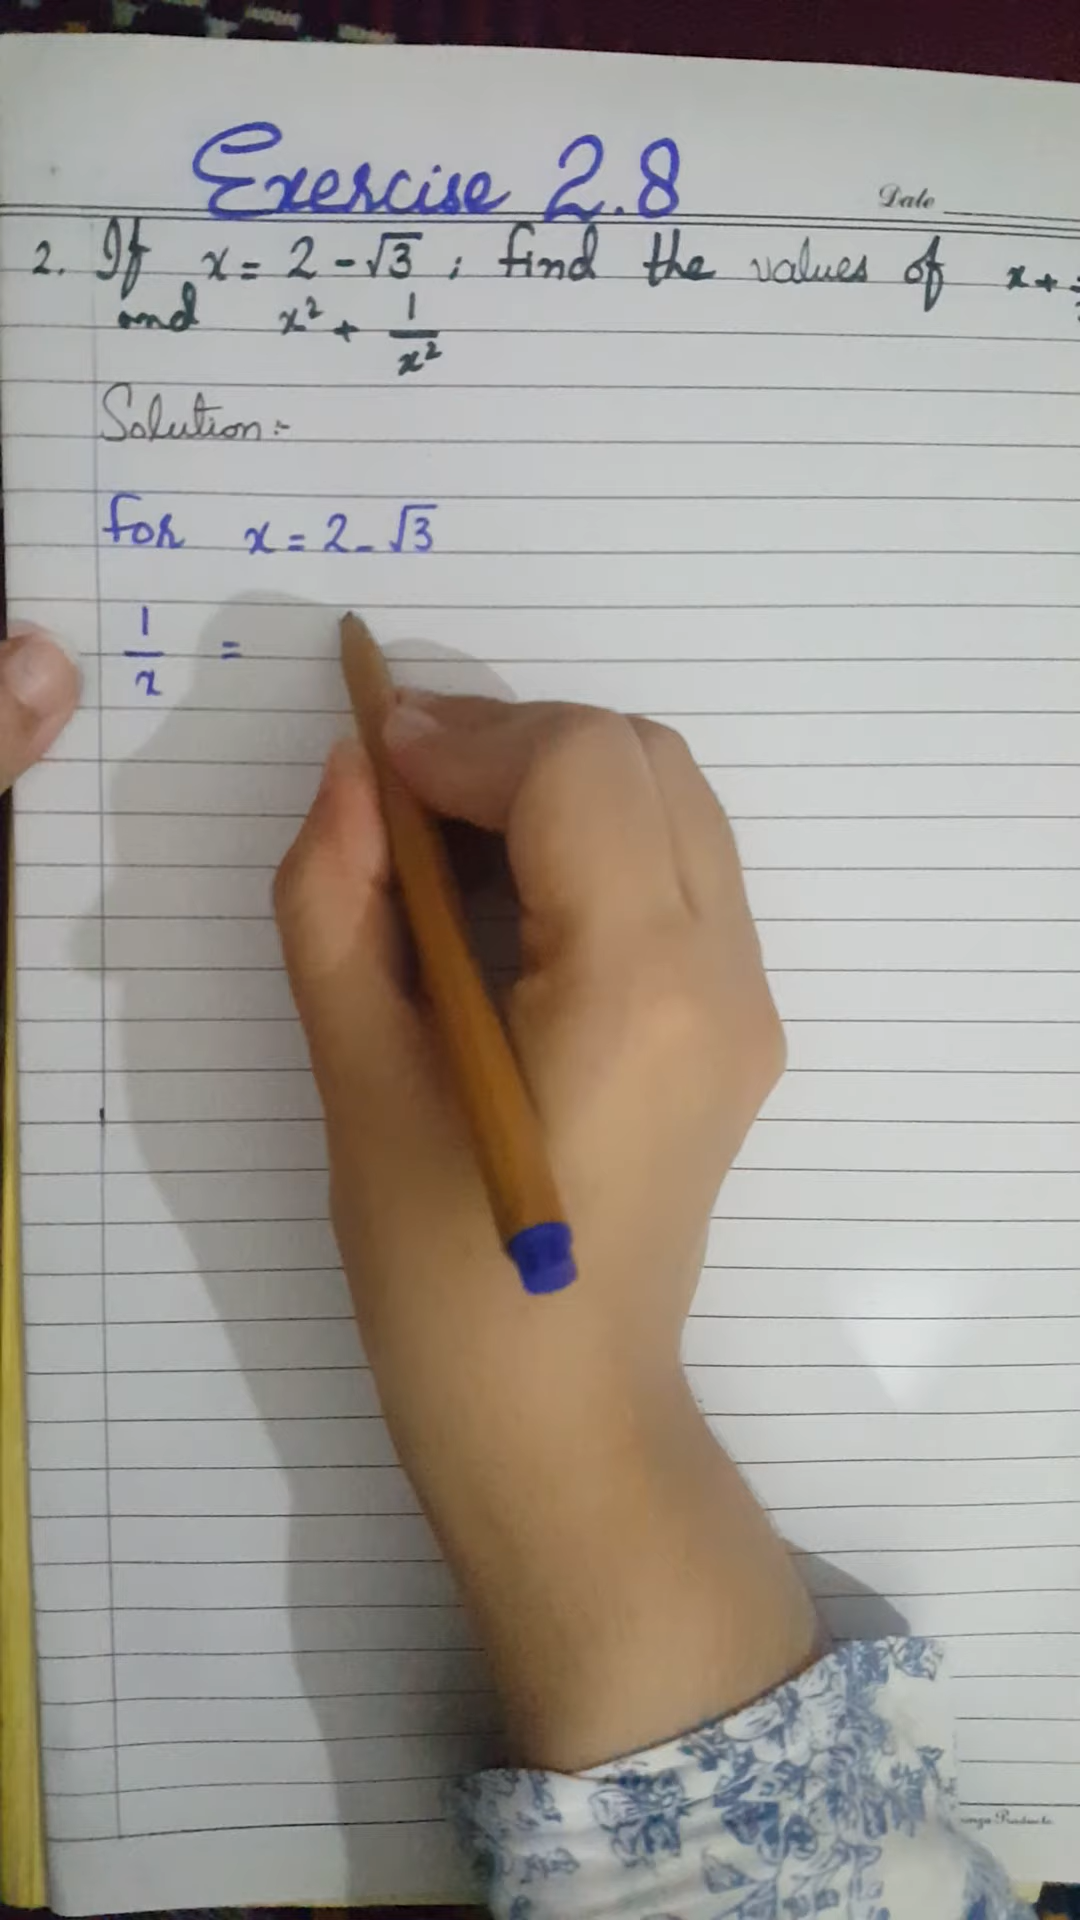 Exercise 2.8
Date
2. If x = 2 - √3 ; find the values of x +
and x² + 1/x²
Solution:-
For x = 2 - √3
1/x =